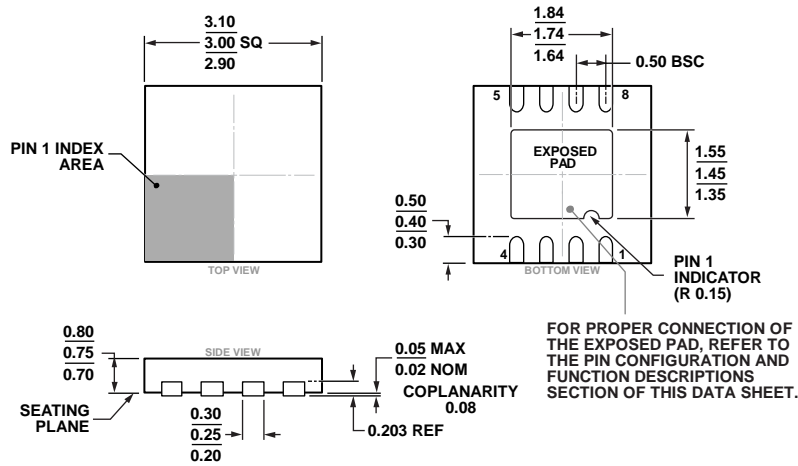 3.10
3.00 SQ
2.90
PIN 1 INDEX
AREA
TOP VIEW
1.84
1.74
1.64
0.50 BSC
5
8
EXPOSED
PAD
1.55
1.45
1.35
0.50
0.40
0.30
4
1
BOTTOM VIEW
PIN 1
INDICATOR
(R 0.15)
FOR PROPER CONNECTION OF
THE EXPOSED PAD, REFER TO
THE PIN CONFIGURATION AND
FUNCTION DESCRIPTIONS
SECTION OF THIS DATA SHEET.
0.80
0.75
0.70
SIDE VIEW
SEATING
PLANE
0.30
0.25
0.20
0.05 MAX
0.02 NOM
COPLANARITY
0.08
0.203 REF